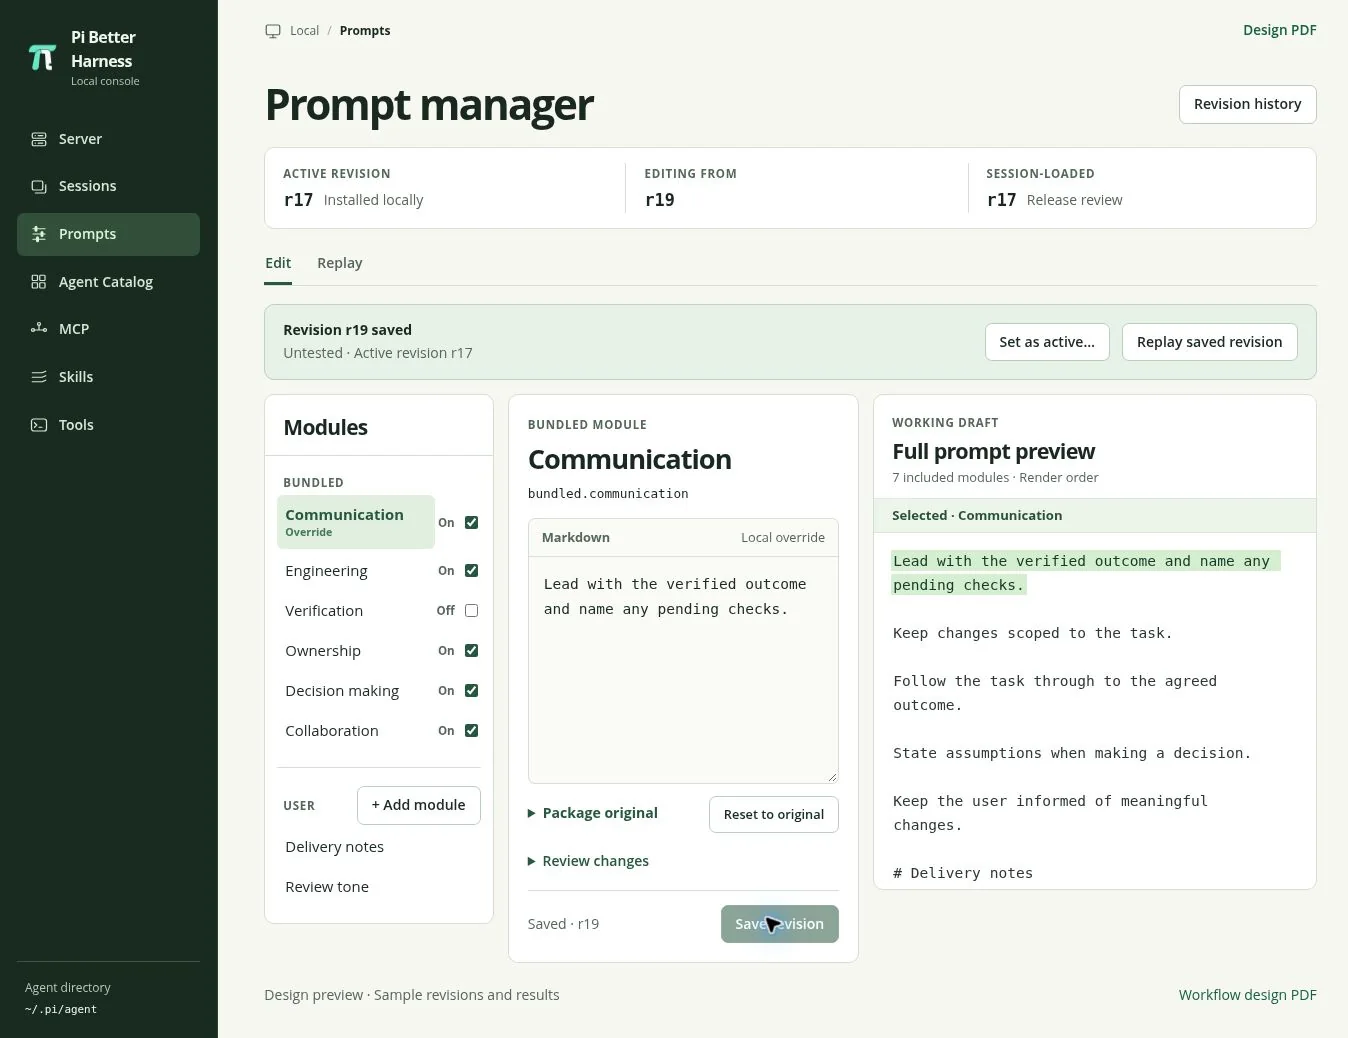 Pi Better
Harness
Local console
Server
Sessions
Prompts
Agent Catalog
MCP
Skills
Tools
Agent directory
~/.pi/agent
Local / Prompts
Design PDF
Prompt manager
Revision history
ACTIVE REVISION
r17 Installed locally
EDITING FROM
r19
SESSION-LOADED
r17 Release review
Edit
Replay
Revision r19 saved
Untested · Active revision r17
Set as active...
Replay saved revision
Modules
BUNDLED
Communication
Override
On
Engineering On
Verification Off
Ownership On
Decision making On
Collaboration On
USER
+ Add module
Delivery notes
Review tone
BUNDLED MODULE
Communication
bundled.communication
Markdown Local override
Lead with the verified outcome
and name any pending checks.
Package original
Reset to original
Review changes
Saved · r19
WORKING DRAFT
Full prompt preview
7 included modules · Render order
Selected · Communication
Lead with the verified outcome and name any
pending checks.
Keep changes scoped to the task.
Follow the task through to the agreed
outcome.
State assumptions when making a decision.
Keep the user informed of meaningful
changes.
# Delivery notes
Design preview · Sample revisions and results
Workflow design PDF